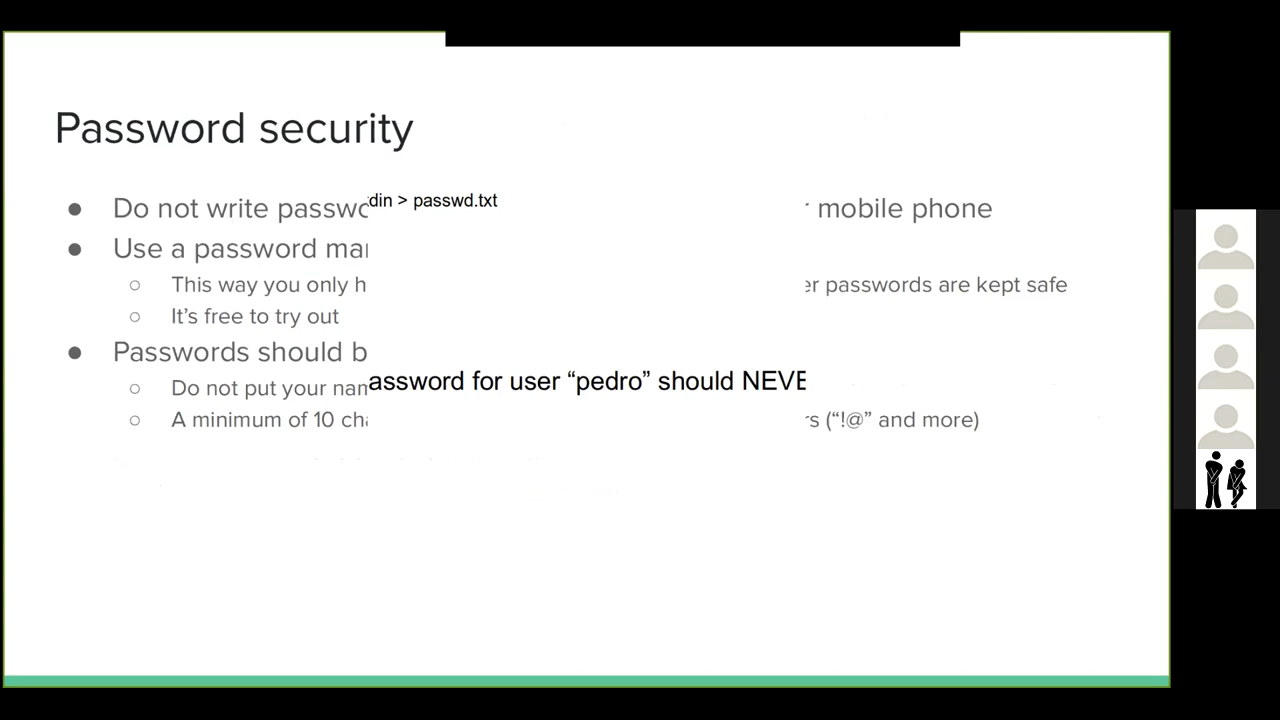 Password security
● Do not write passwo din > passwd.txt r mobile phone
● Use a password ma
○ This way you only h er passwords are kept safe
○ It’s free to try out
● Passwords should b
assword for user “pedro” should NEVE
○ Do not put your nam
○ A minimum of 10 cha rs (“!@” and more)